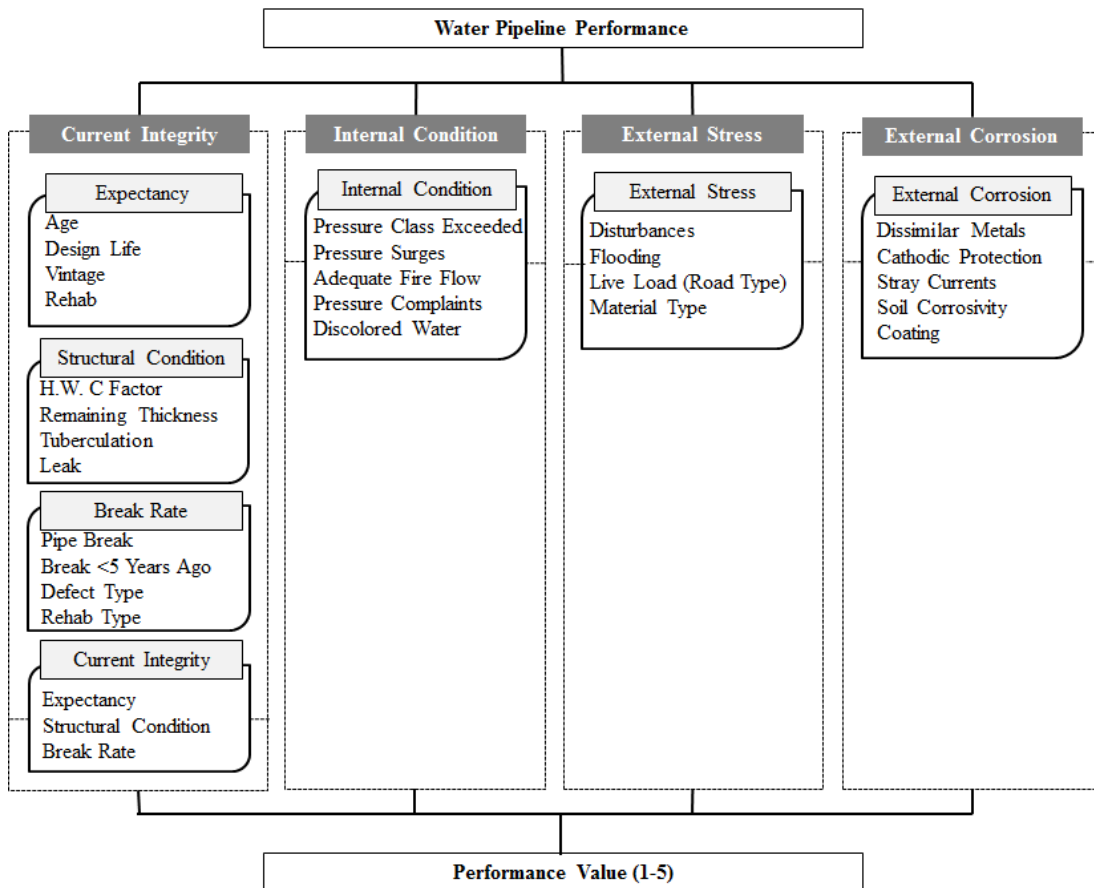 Water Pipeline Performance
Current Integrity
Expectancy
Age
Design Life
Vintage
Rehab
Structural Condition
H.W. C Factor
Remaining Thickness
Tuberculation
Leak
Break Rate
Pipe Break
Break <5 Years Ago
Defect Type
Rehab Type
Current Integrity
Expectancy
Structural Condition
Break Rate
Internal Condition
Internal Condition
Pressure Class Exceeded
Pressure Surges
Adequate Fire Flow
Pressure Complaints
Discolored Water
External Stress
External Stress
Disturbances
Flooding
Live Load (Road Type)
Material Type
External Corrosion
External Corrosion
Dissimilar Metals
Cathodic Protection
Stray Currents
Soil Corrosivity
Coating
Performance Value (1-5)